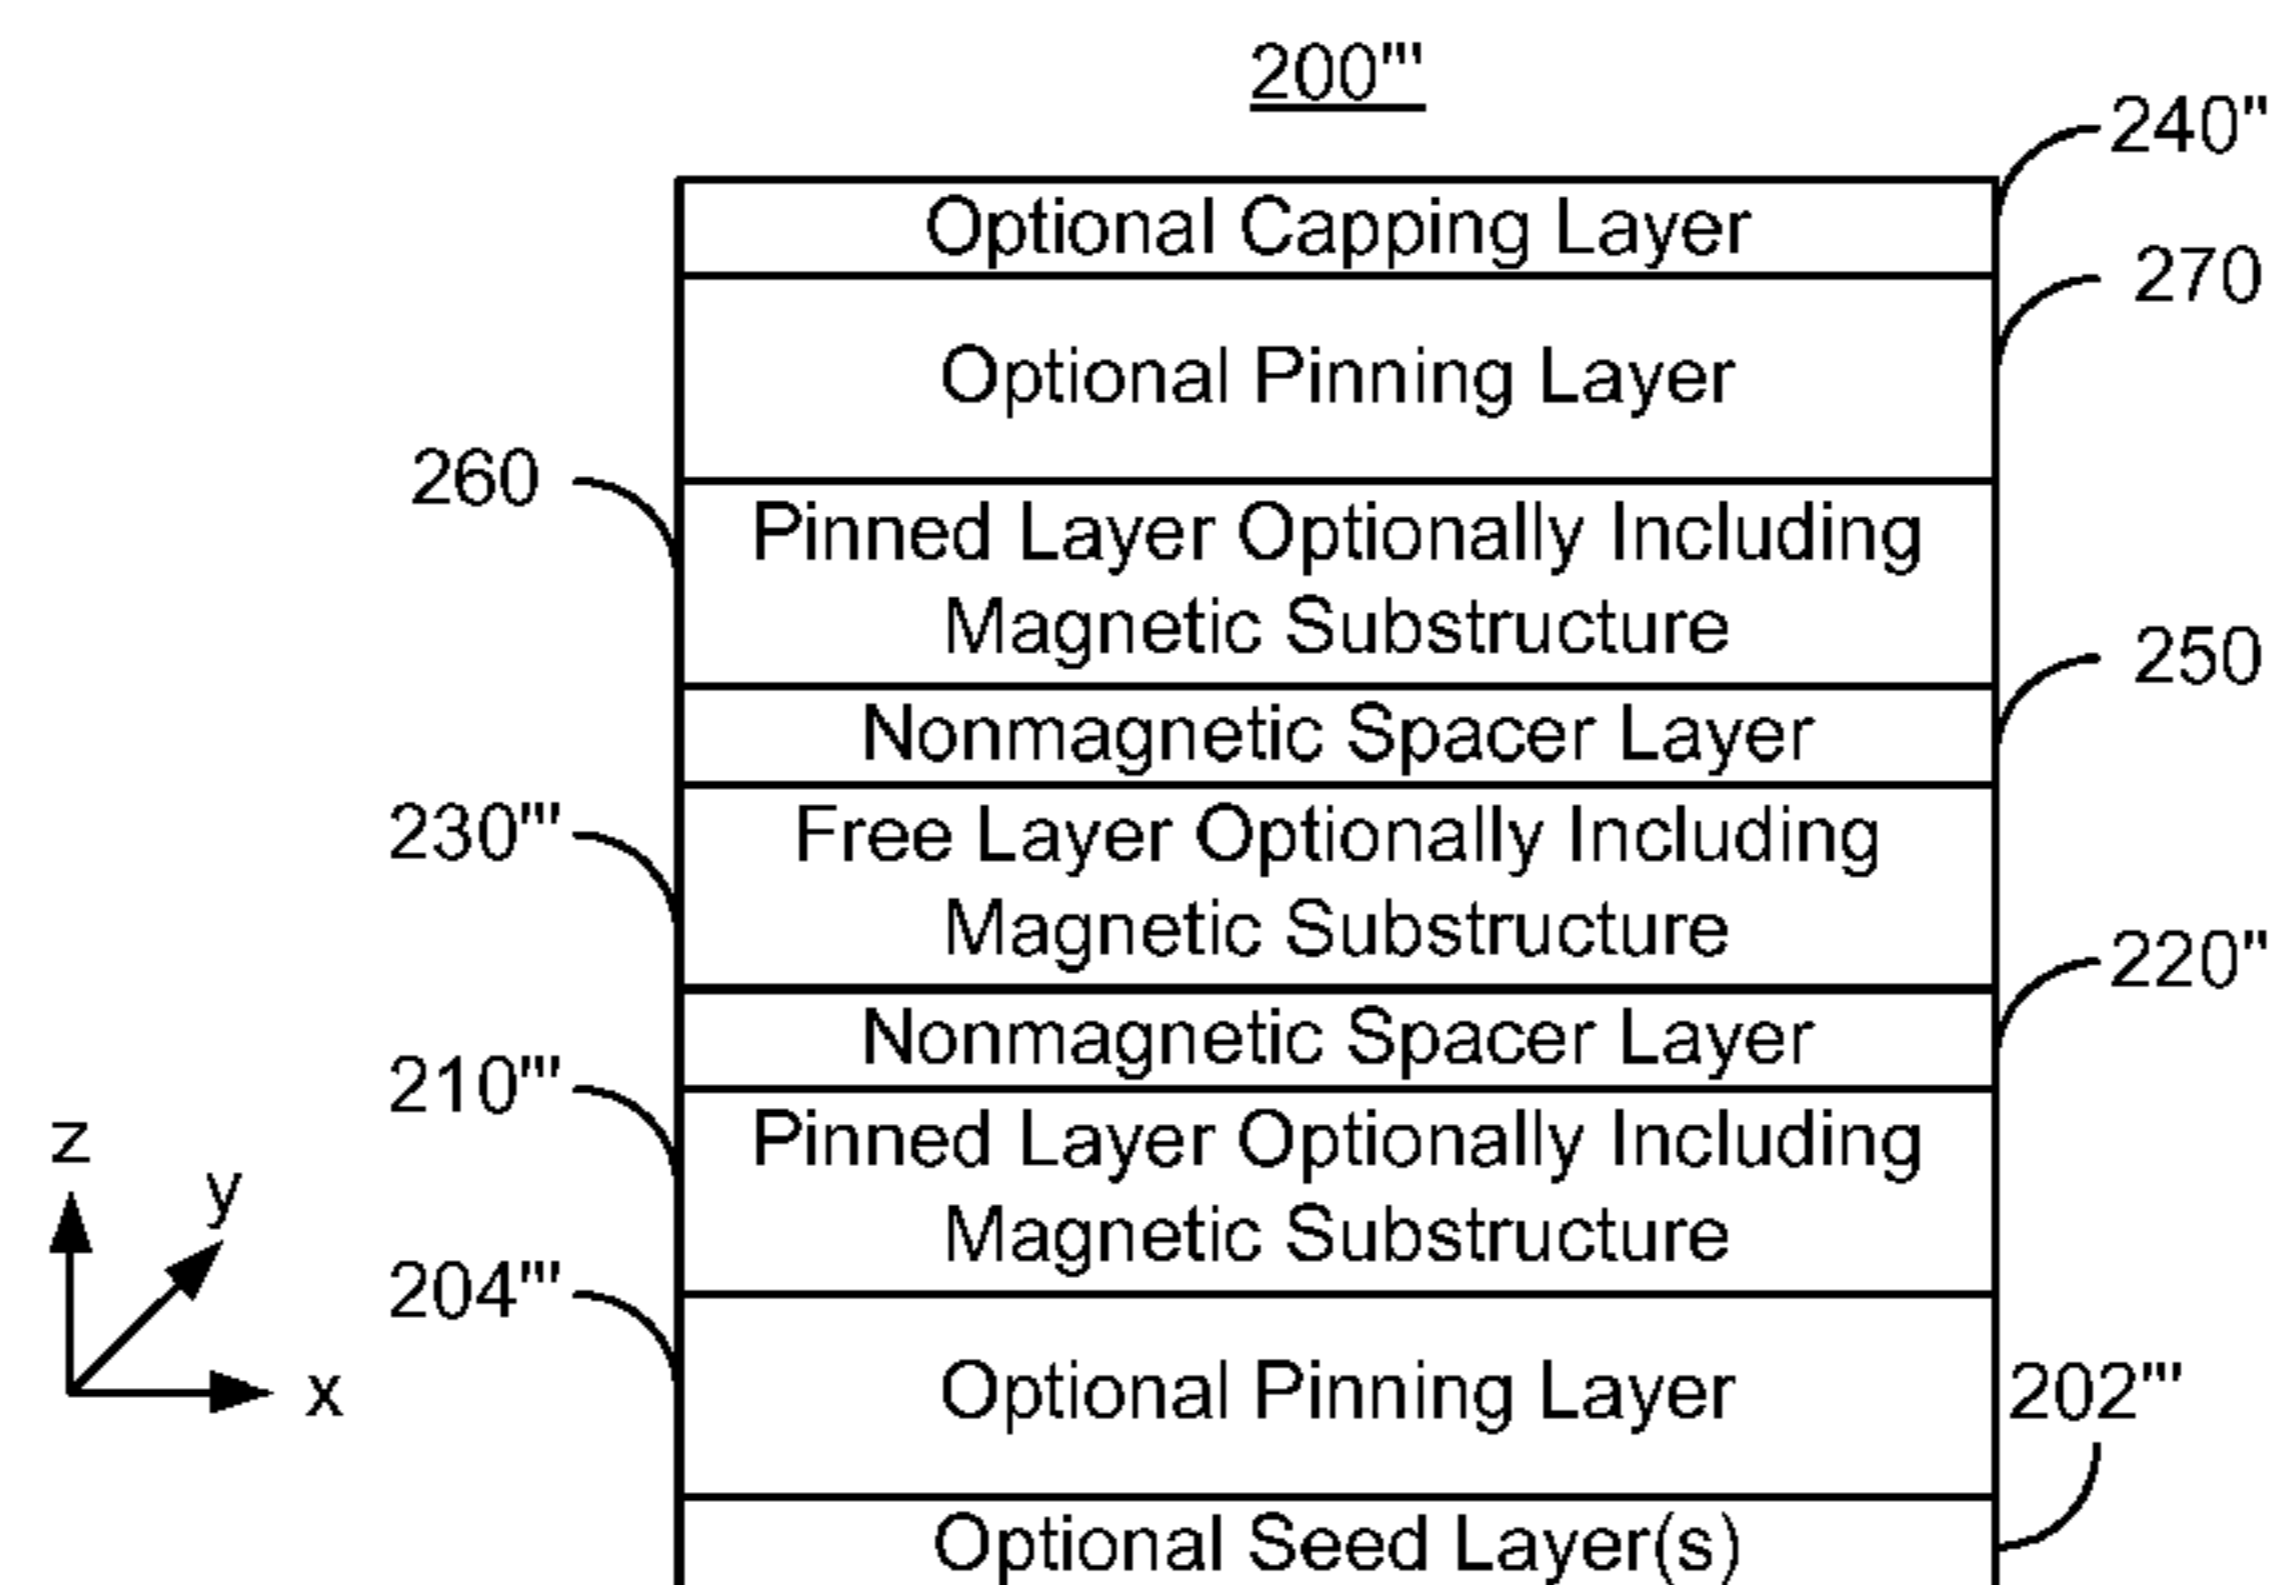 200'''
240"
Optional Capping Layer
270
Optional Pinning Layer
260
Pinned Layer Optionally Including
Magnetic Substructure
250
Nonmagnetic Spacer Layer
230'''
Free Layer Optionally Including
Magnetic Substructure
220"
Nonmagnetic Spacer Layer
210'''
Pinned Layer Optionally Including
Magnetic Substructure
z
y
x
204'''
Optional Pinning Layer
202'''
Optional Seed Layer(s)